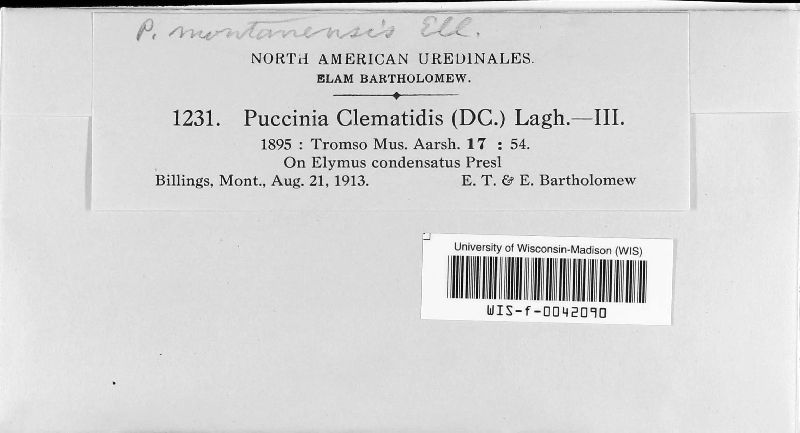 P. montanensis Ell.
NORTH AMERICAN UREDINALES.
ELAM BARTHOLOMEW.
1231. Puccinia Clematidis (DC.) Lagh.—III.
1895 : Tromso Mus. Aarsh. 17 : 54.
On Elymus condensatus Presl
Billings, Mont., Aug. 21, 1913. E. T. & E. Bartholomew
University of Wisconsin-Madison (WIS)
WIS-f-0042090